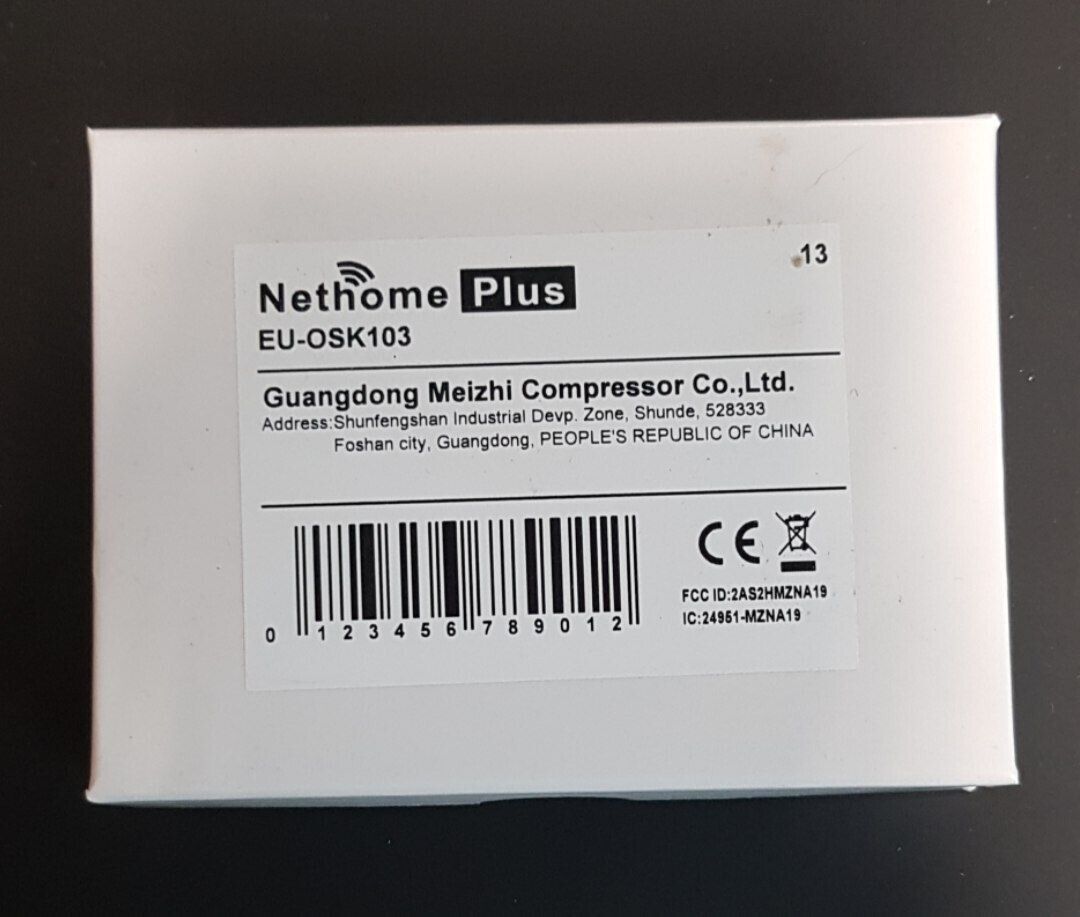 13
Nethome Plus
EU-OSK103
Guangdong Meizhi Compressor Co.,Ltd.
Address:Shunfengshan Industrial Devp. Zone, Shunde, 528333
Foshan city, Guangdong, PEOPLE'S REPUBLIC OF CHINA
CE
FCC ID:2AS2HMZNA19
IC:24951-MZNA19
0 123456 789012